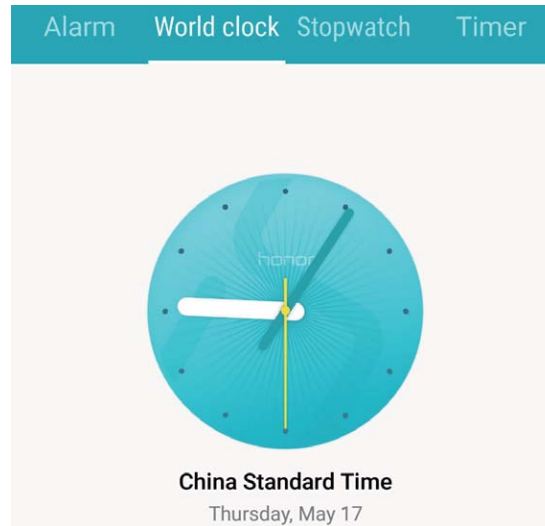 Alarm World clock Stopwatch Timer
honor
China Standard Time
Thursday, May 17